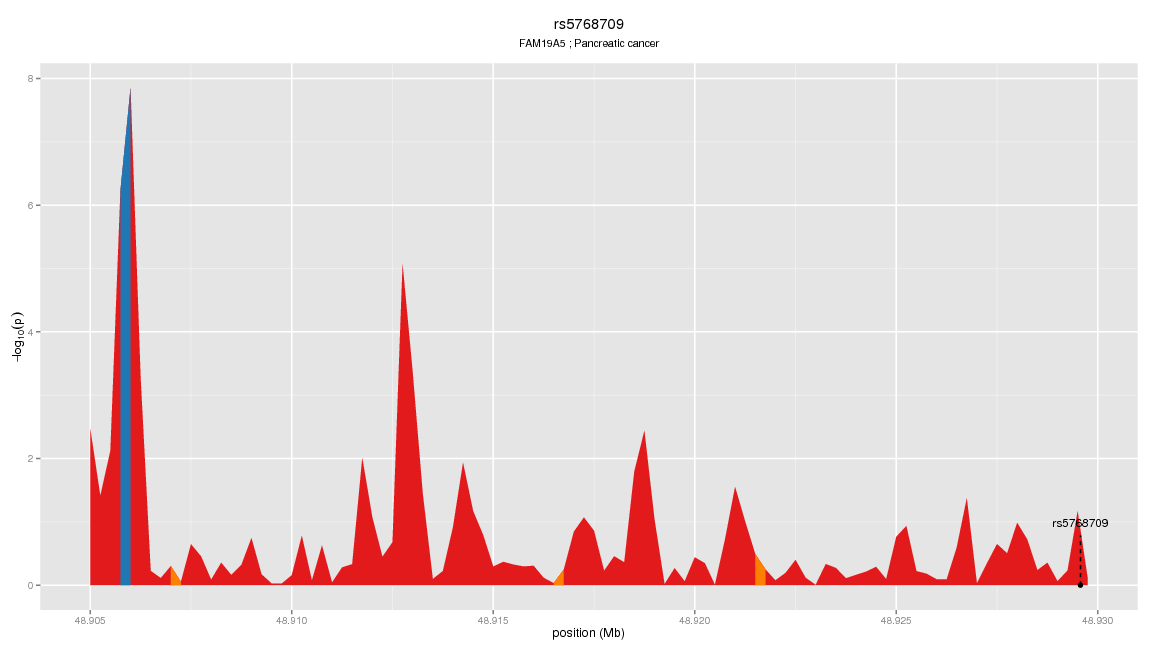 rs5768709
FAM19A5 ; Pancreatic cancer
8
6
4
2
0
−log10(p)
rs5768709
48.905 48.910 48.915 48.920 48.925 48.930
position (Mb)